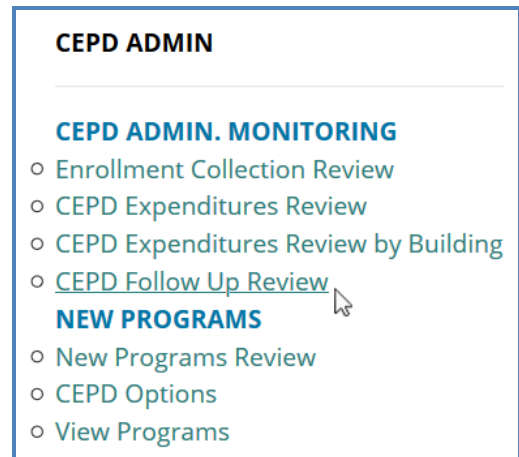 CEPD ADMIN
CEPD ADMIN. MONITORING
Enrollment Collection Review
CEPD Expenditures Review
CEPD Expenditures Review by Building
CEPD Follow Up Review
NEW PROGRAMS
New Programs Review
CEPD Options
View Programs